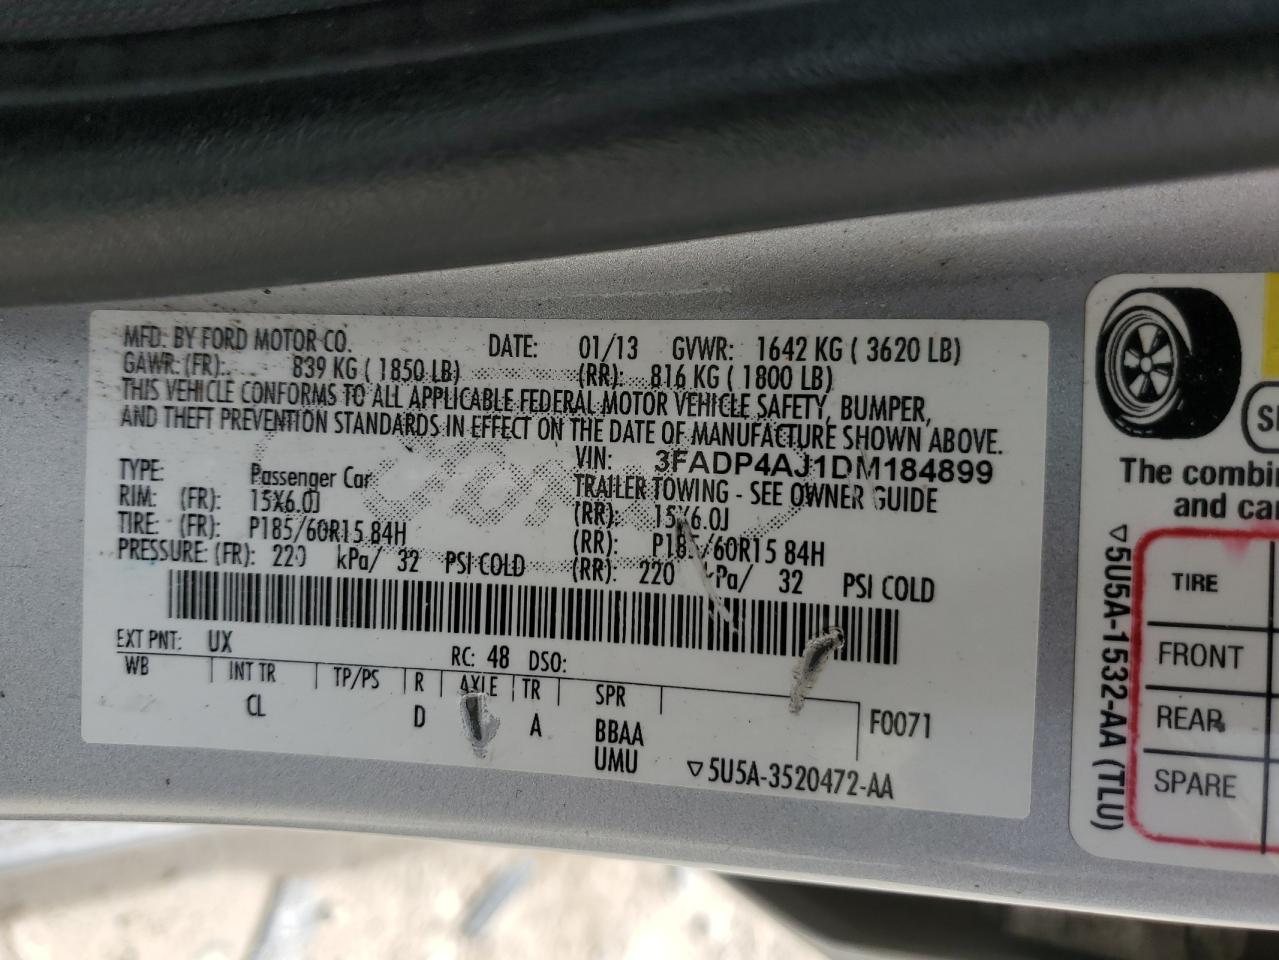 MFD. BY FORD MOTOR CO. DATE: 01/13 GVWR: 1642 KG ( 3620 LB)
GAWR: (FR): 839 KG ( 1850 LB) (RR): 816 KG ( 1800 LB)
THIS VEHICLE CONFORMS TO ALL APPLICABLE FEDERAL MOTOR VEHICLE SAFETY, BUMPER,
AND THEFT PREVENTION STANDARDS IN EFFECT ON THE DATE OF MANUFACTURE SHOWN ABOVE.
VIN: 3FADP4AJ1DM184899
TYPE: Passenger Car TRAILER TOWING - SEE OWNER GUIDE
RIM: (FR): 15X6.0J (RR): 15X6.0J
TIRE: (FR): P185/60R15 84H (RR): P185/60R15 84H
PRESSURE: (FR): 220 kPa/ 32 PSI COLD (RR): 220 kPa/ 32 PSI COLD
EXT PNT: UX RC: 48 DSO:
WB INT TR TP/PS R AXLE TR SPR
CL D A BBAA F0071
UMU ▽5U5A-3520472-AA
The combin
and car
▽5U5A-1532-AA (TLU)
TIRE
FRONT
REAR
SPARE